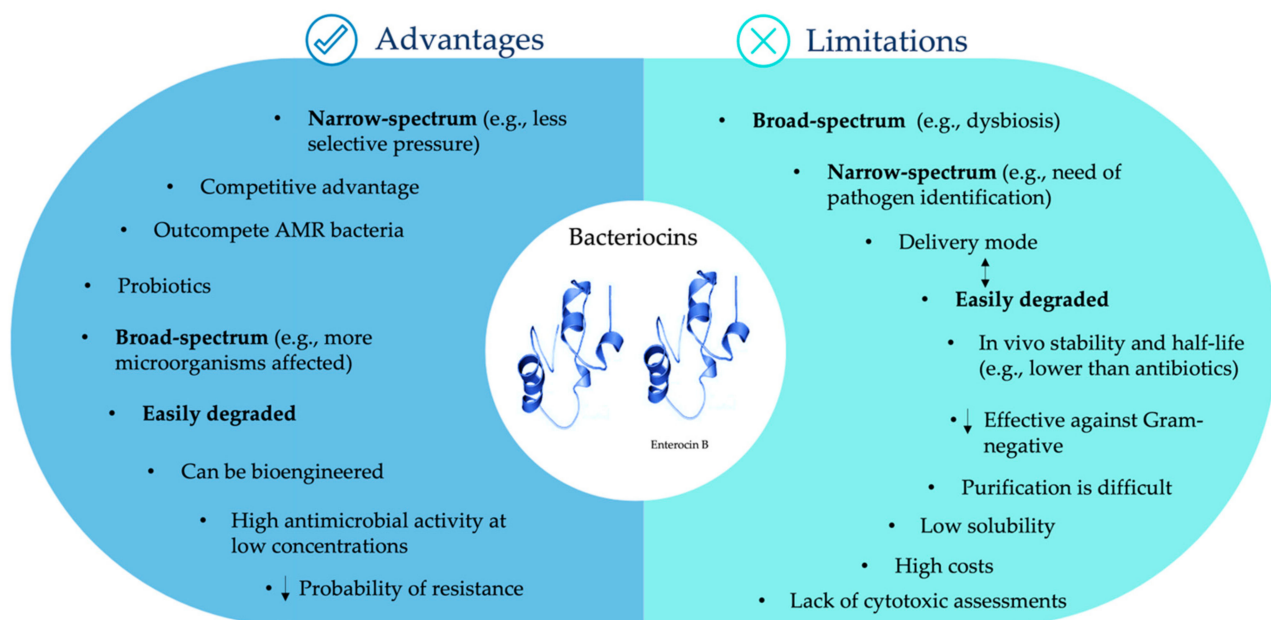 Advantages
• Narrow-spectrum (e.g., less
selective pressure)
• Competitive advantage
• Outcompete AMR bacteria
• Probiotics
• Broad-spectrum (e.g., more
microorganisms affected)
• Easily degraded
• Can be bioengineered
• High antimicrobial activity at
low concentrations
• ↓ Probability of resistance
Bacteriocins
Enterocin B
Limitations
• Broad-spectrum (e.g., dysbiosis)
• Narrow-spectrum (e.g., need of
pathogen identification)
• Delivery mode
↕
• Easily degraded
• In vivo stability and half-life
(e.g., lower than antibiotics)
• ↓ Effective against Gram-
negative
• Purification is difficult
• Low solubility
• High costs
• Lack of cytotoxic assessments